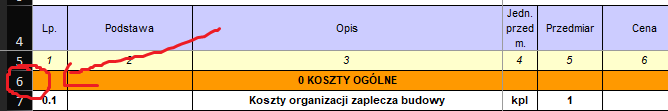 4 Lp. Podstawa Opis Jedn. przed m. Przedmiar Cena
5 1 2 3 4 5 6
6 0 KOSZTY OGÓLNE
7 0.1 Koszty organizacji zaplecza budowy kpl 1